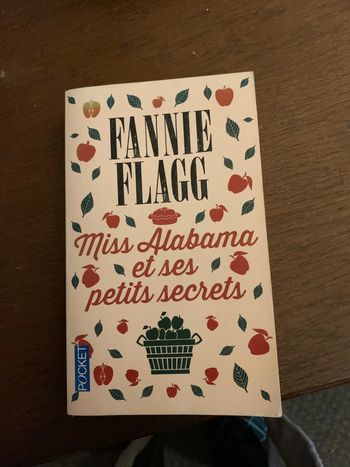 FANNIE
FLAGG
Miss Alabama
et ses
petits secrets
POCKET